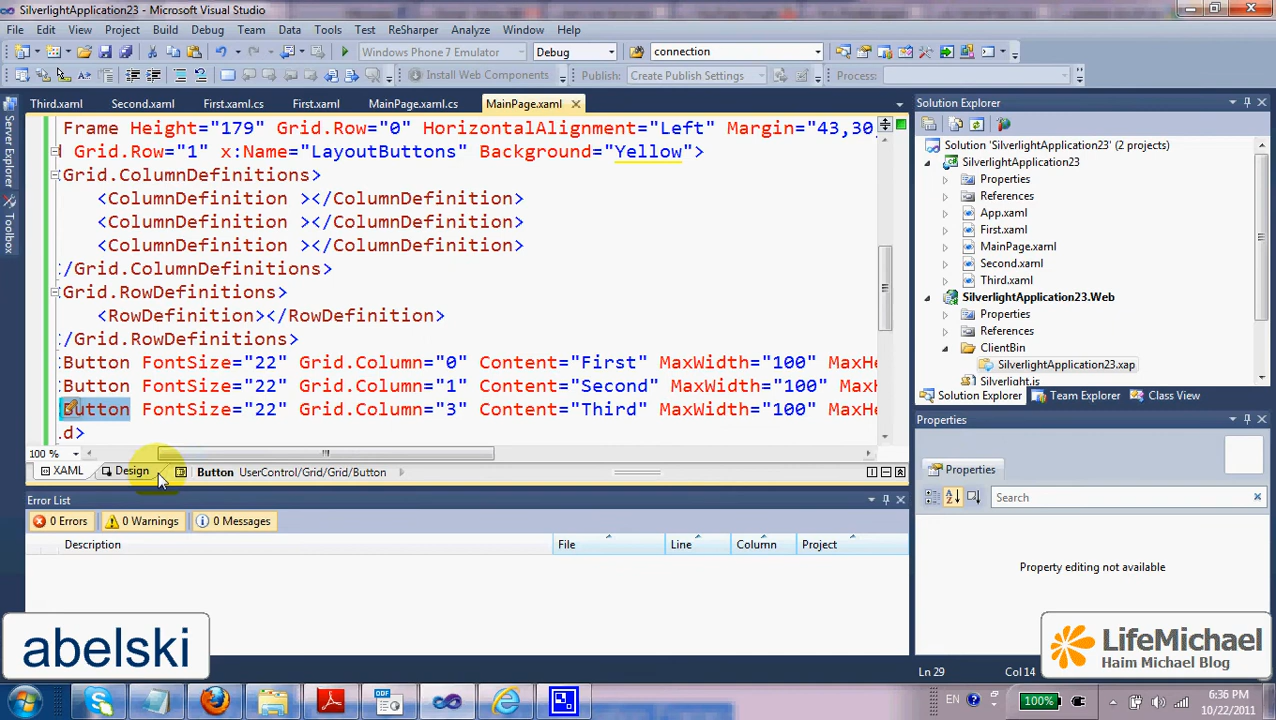 SilverlightApplication23 - Microsoft Visual Studio
File Edit View Project Build Debug Team Data Tools Test ReSharper Analyze Window Help
Windows Phone 7 Emulator Debug connection
Install Web Components Publish: Create Publish Settings Process:
Third.xaml Second.xaml First.xaml.cs First.xaml MainPage.xaml.cs MainPage.xaml
Server Explorer
Toolbox
Frame Height="179" Grid.Row="0" HorizontalAlignment="Left" Margin="43,30
Grid.Row="1" x:Name="LayoutButtons" Background="Yellow">
Grid.ColumnDefinitions>
<ColumnDefinition ></ColumnDefinition>
<ColumnDefinition ></ColumnDefinition>
<ColumnDefinition ></ColumnDefinition>
/Grid.ColumnDefinitions>
Grid.RowDefinitions>
<RowDefinition></RowDefinition>
/Grid.RowDefinitions>
Button FontSize="22" Grid.Column="0" Content="First" MaxWidth="100" MaxHe
Button FontSize="22" Grid.Column="1" Content="Second" MaxWidth="100" MaxH
Button FontSize="22" Grid.Column="3" Content="Third" MaxWidth="100" MaxHe
.d>
100 %
XAML Design Button UserControl/Grid/Grid/Button
Error List
0 Errors 0 Warnings 0 Messages
Description File Line Column Project
Solution Explorer
Solution 'SilverlightApplication23' (2 projects)
SilverlightApplication23
Properties
References
App.xaml
First.xaml
MainPage.xaml
Second.xaml
Third.xaml
SilverlightApplication23.Web
Properties
References
ClientBin
SilverlightApplication23.xap
Silverlight.js
Solution Explorer Team Explorer Class View
Properties
Properties Search
Property editing not available
abelski
LifeMichael
Haim Michael Blog
Ln 29 Col 14
EN 100% 6:36 PM
10/22/2011